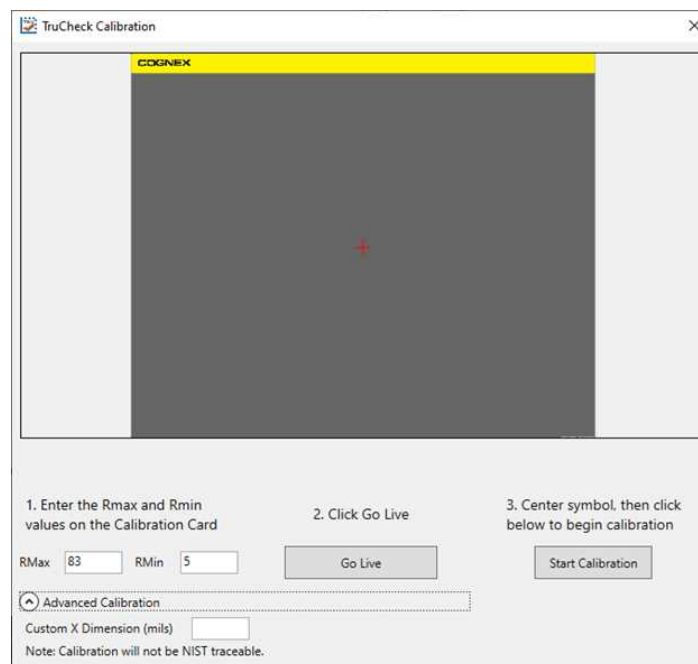 TruCheck Calibration
COGNEX
1. Enter the Rmax and Rmin
values on the Calibration Card
2. Click Go Live
3. Center symbol, then click
below to begin calibration
RMax 83 RMin 5
Go Live
Start Calibration
Advanced Calibration
Custom X Dimension (mils)
Note: Calibration will not be NIST traceable.